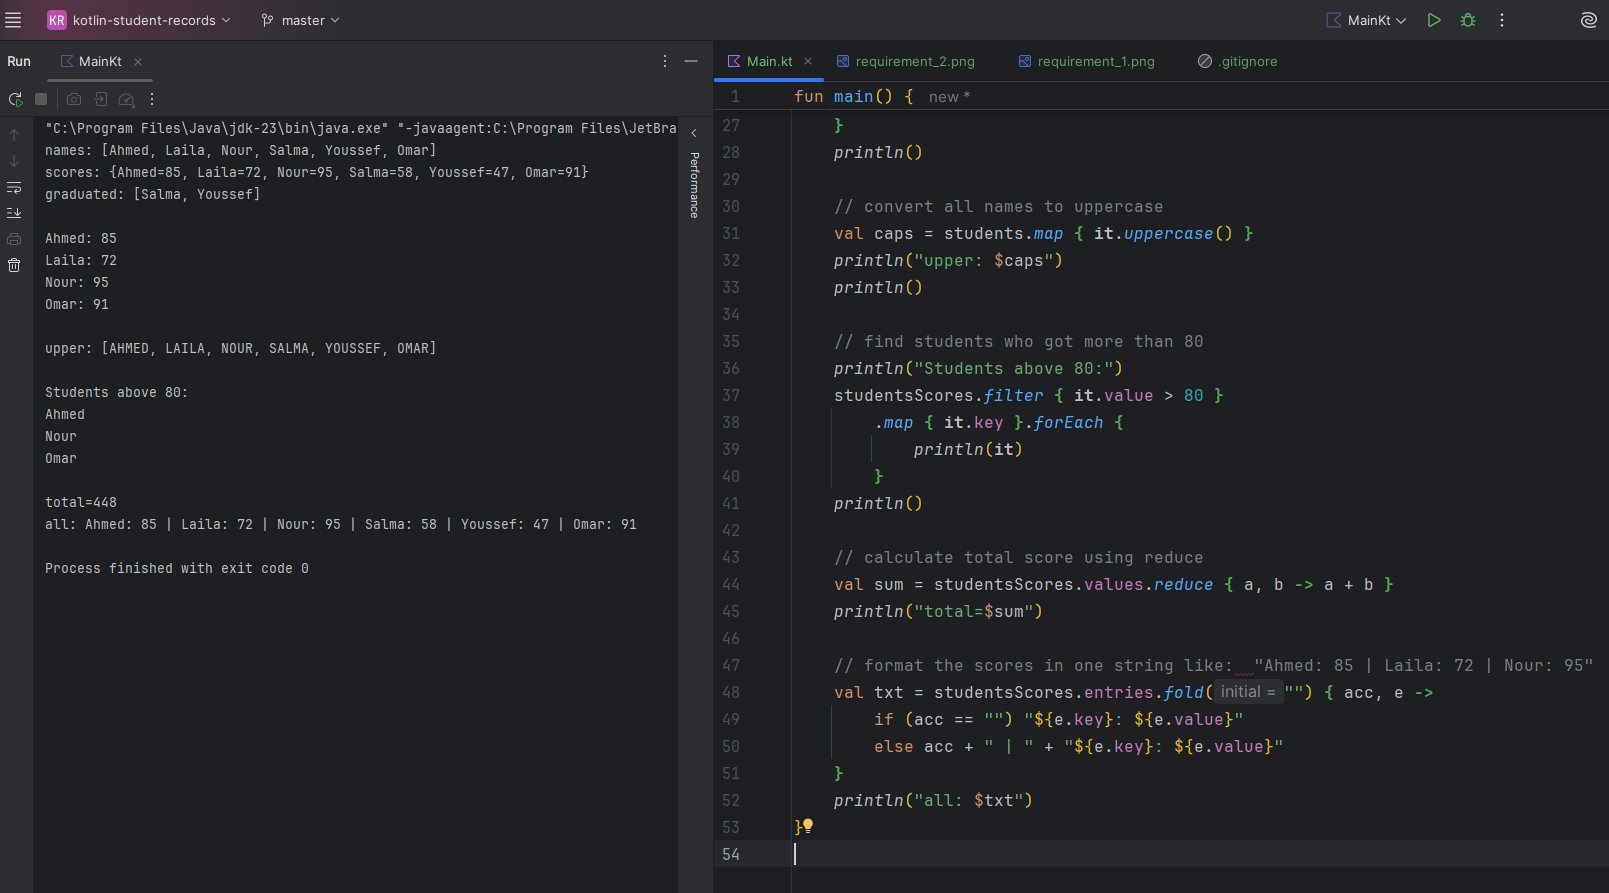 KR kotlin-student-records master MainKt
Run MainKt
"C:\Program Files\Java\jdk-23\bin\java.exe" "-javaagent:C:\Program Files\JetBra
names: [Ahmed, Laila, Nour, Salma, Youssef, Omar]
scores: {Ahmed=85, Laila=72, Nour=95, Salma=58, Youssef=47, Omar=91}
graduated: [Salma, Youssef]
Ahmed: 85
Laila: 72
Nour: 95
Omar: 91
upper: [AHMED, LAILA, NOUR, SALMA, YOUSSEF, OMAR]
Students above 80:
Ahmed
Nour
Omar
total=448
all: Ahmed: 85 | Laila: 72 | Nour: 95 | Salma: 58 | Youssef: 47 | Omar: 91
Process finished with exit code 0
Performance
Main.kt requirement_2.png requirement_1.png .gitignore
1 fun main() { new *
27 }
28 println()
29
30 // convert all names to uppercase
31 val caps = students.map { it.uppercase() }
32 println("upper: $caps")
33 println()
34
35 // find students who got more than 80
36 println("Students above 80:")
37 studentsScores.filter { it.value > 80 }
38 .map { it.key }.forEach {
39 println(it)
40 }
41 println()
42
43 // calculate total score using reduce
44 val sum = studentsScores.values.reduce { a, b -> a + b }
45 println("total=$sum")
46
47 // format the scores in one string like:  "Ahmed: 85 | Laila: 72 | Nour: 95"
48 val txt = studentsScores.entries.fold( initial = "") { acc, e ->
49 if (acc == "") "${e.key}: ${e.value}"
50 else acc + " | " + "${e.key}: ${e.value}"
51 }
52 println("all: $txt")
53 }
54